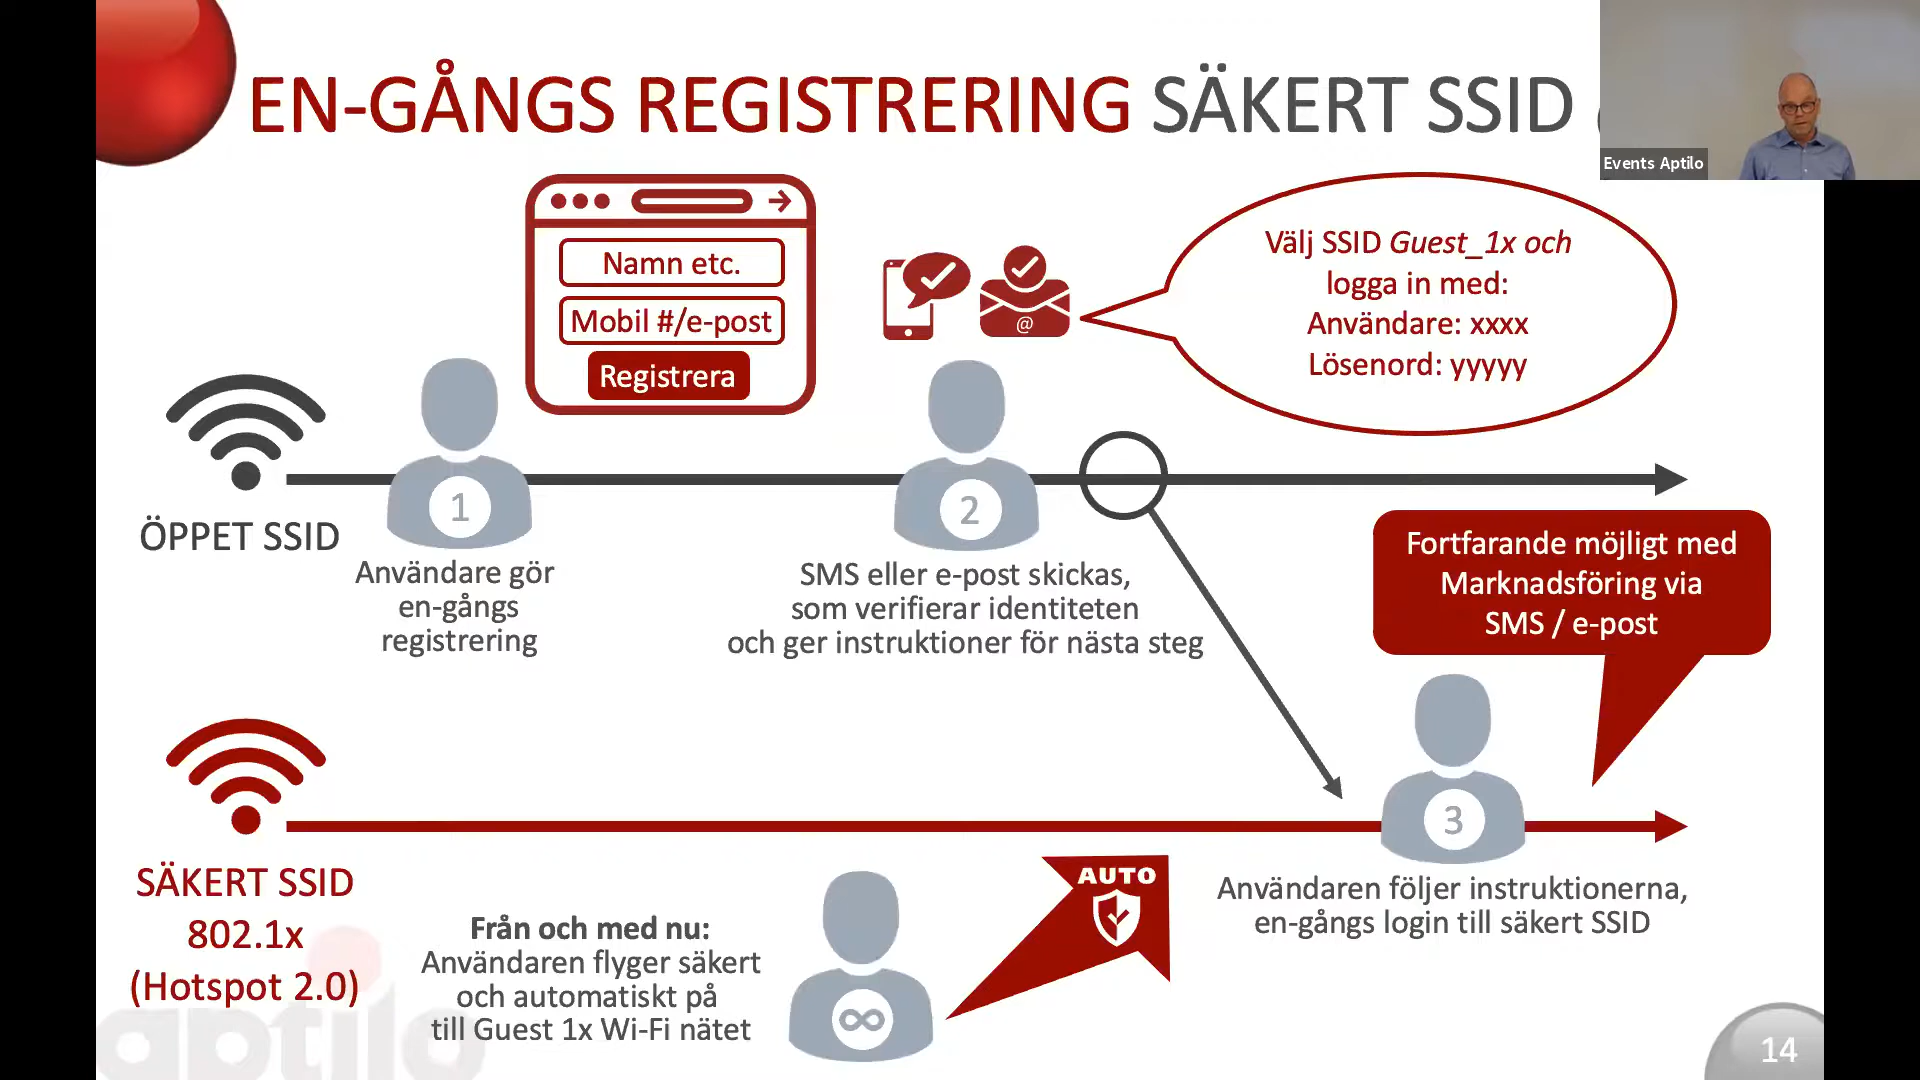 EN-GÅNGS REGISTRERING SÄKERT SSID
Events Aptilo
Namn etc.
Mobil #/e-post
Registrera
@
Välj SSID Guest_1x och
logga in med:
Användare: xxxx
Lösenord: yyyyy
ÖPPET SSID
1
Användare gör
en-gångs
registrering
2
SMS eller e-post skickas,
som verifierar identiteten
och ger instruktioner för nästa steg
Fortfarande möjligt med
Marknadsföring via
SMS / e-post
SÄKERT SSID
802.1x
(Hotspot 2.0)
3
Användaren följer instruktionerna,
en-gångs login till säkert SSID
AUTO
Från och med nu:
Användaren flyger säkert
och automatiskt på
till Guest 1x Wi-Fi nätet
∞
aptilo
14